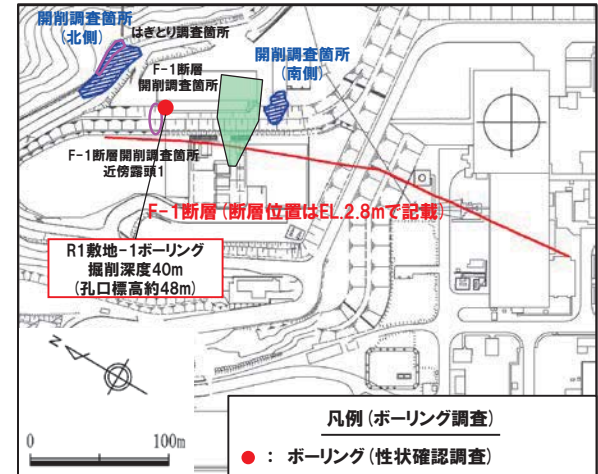 開削調査箇所
(北側)
はぎとり調査箇所
F-1断層
開削調査箇所
開削調査箇所
(南側)
F-1断層開削調査箇所
近傍露頭1
F-1断層(断層位置はEL.2.8mで記載)
R1敷地-1ボーリング
掘削深度40m
(孔口標高約48m)
N
0 100m
凡例(ボーリング調査)
● : ボーリング(性状確認調査)